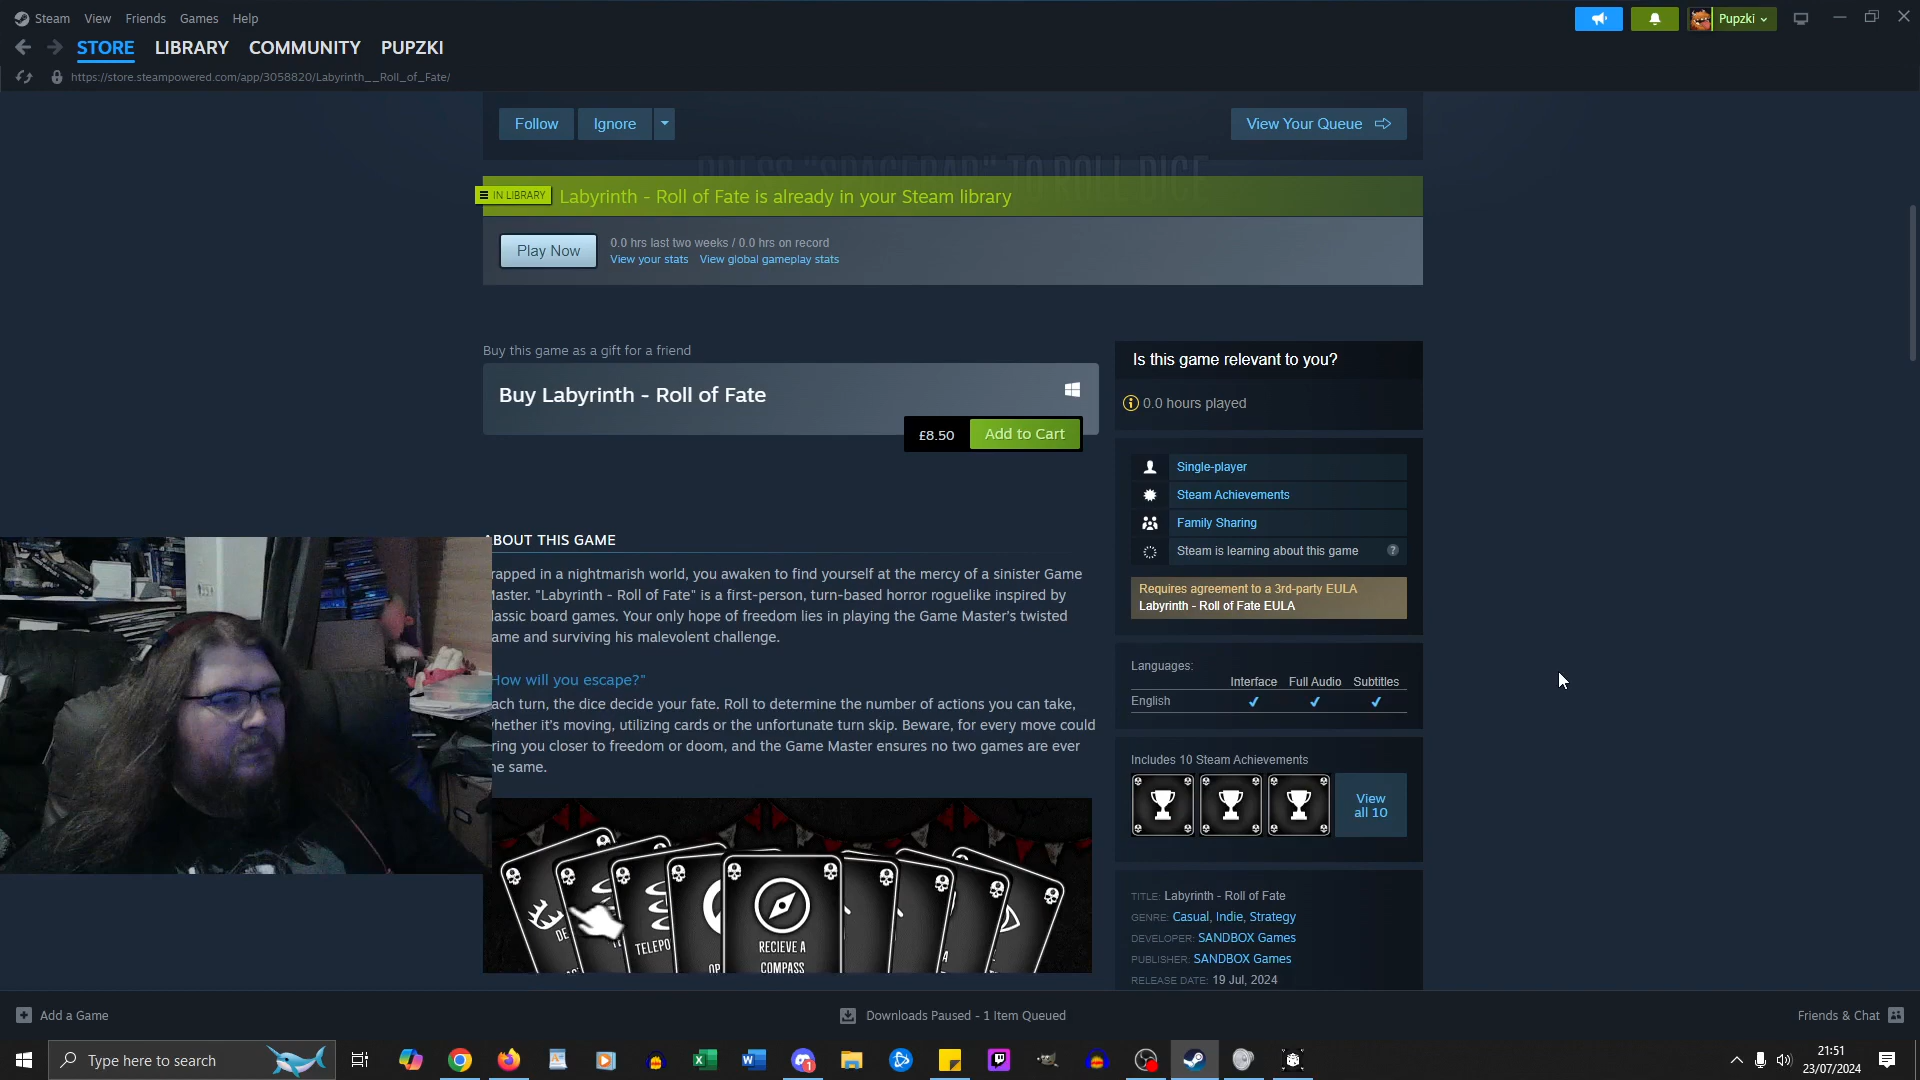 Steam View Friends Games Help
Pupzki
STORE LIBRARY COMMUNITY PUPZKI
https://store.steampowered.com/app/3058820/Labyrinth__Roll_of_Fate/
Follow Ignore View Your Queue
PRESS "SPACEBAR" TO ROLL DICE
IN LIBRARY Labyrinth - Roll of Fate is already in your Steam library
Play Now
0.0 hrs last two weeks / 0.0 hrs on record
View your stats View global gameplay stats
Buy this game as a gift for a friend
Buy Labyrinth - Roll of Fate
£8.50 Add to Cart
ABOUT THIS GAME
rapped in a nightmarish world, you awaken to find yourself at the mercy of a sinister Game
Master. "Labyrinth - Roll of Fate" is a first-person, turn-based horror roguelike inspired by
lassic board games. Your only hope of freedom lies in playing the Game Master's twisted
ame and surviving his malevolent challenge.
How will you escape?"
ach turn, the dice decide your fate. Roll to determine the number of actions you can take,
whether it's moving, utilizing cards or the unfortunate turn skip. Beware, for every move could
ring you closer to freedom or doom, and the Game Master ensures no two games are ever
he same.
DE
TELEPO
OP
RECIEVE A
COMPASS
A
Is this game relevant to you?
0.0 hours played
Single-player
Steam Achievements
Family Sharing
Steam is learning about this game ?
Requires agreement to a 3rd-party EULA
Labyrinth - Roll of Fate EULA
Languages:
Interface Full Audio Subtitles
English ✔ ✔ ✔
Includes 10 Steam Achievements
View
all 10
TITLE: Labyrinth - Roll of Fate
GENRE: Casual, Indie, Strategy
DEVELOPER: SANDBOX Games
PUBLISHER: SANDBOX Games
RELEASE DATE: 19 Jul, 2024
Add a Game
Downloads Paused - 1 Item Queued
Friends & Chat
Type here to search
21:51
23/07/2024